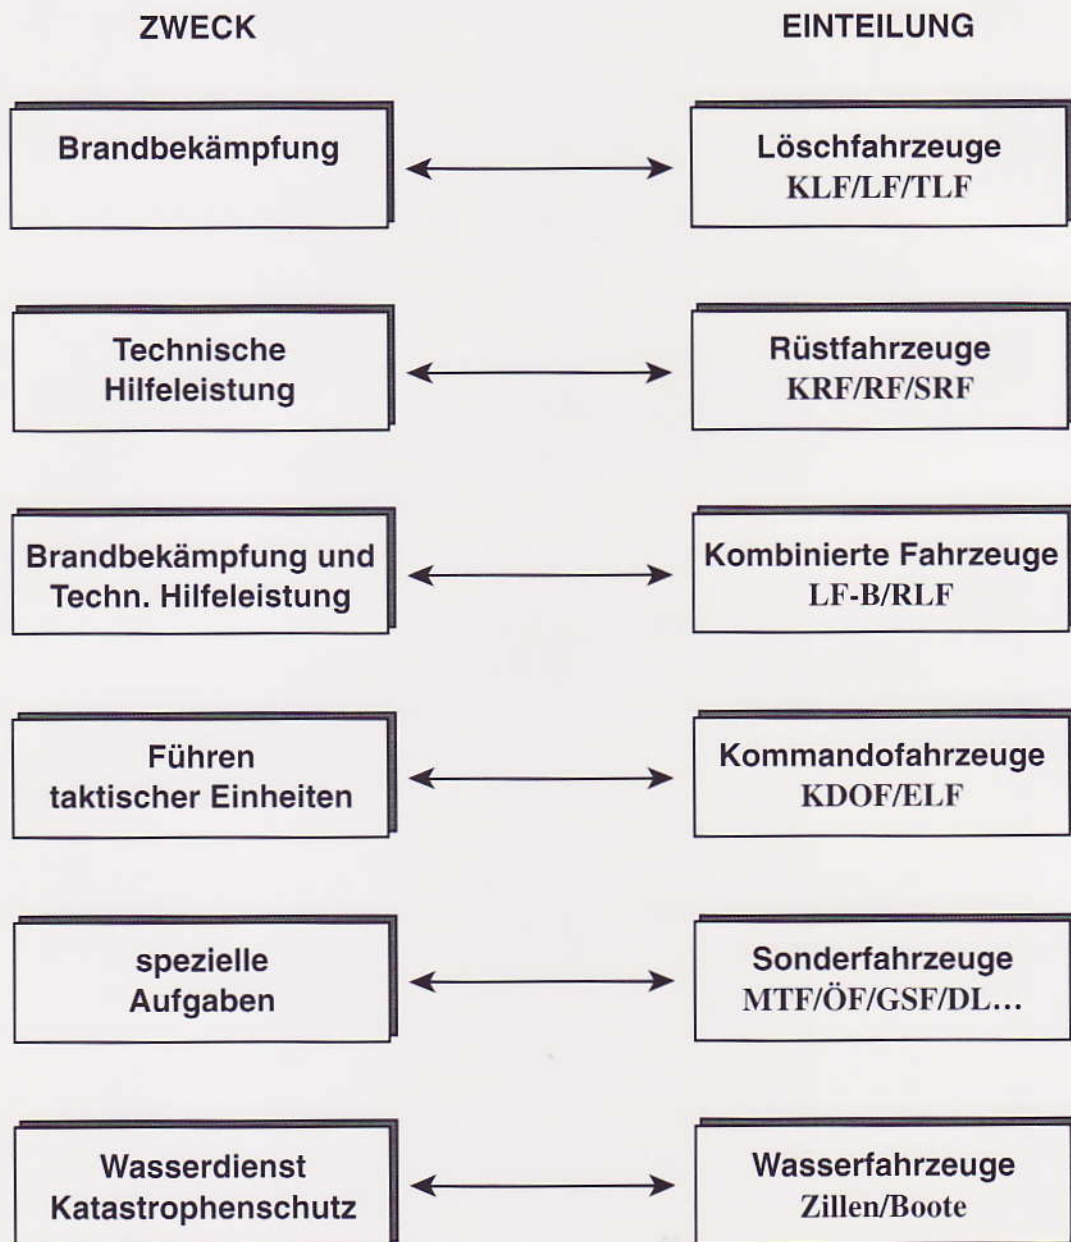 ZWECK EINTEILUNG
Brandbekämpfung
Löschfahrzeuge
KLF/LF/TLF
Technische
Hilfeleistung
Rüstfahrzeuge
KRF/RF/SRF
Brandbekämpfung und
Techn. Hilfeleistung
Kombinierte Fahrzeuge
LF-B/RLF
Führen
taktischer Einheiten
Kommandofahrzeuge
KDOF/ELF
spezielle
Aufgaben
Sonderfahrzeuge
MTF/ÖF/GSF/DL...
Wasserdienst
Katastrophenschutz
Wasserfahrzeuge
Zillen/Boote